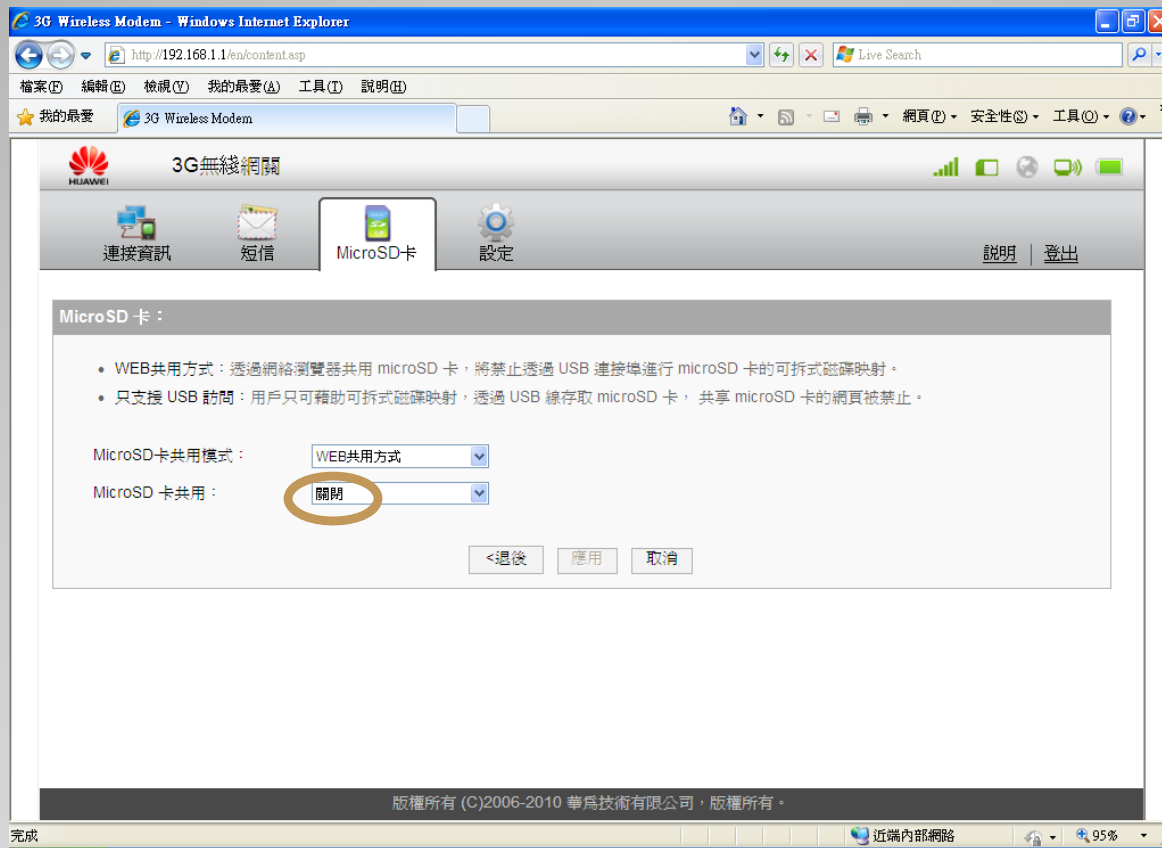 3G Wireless Modem - Windows Internet Explorer
http://192.168.1.1/en/content.asp
Live Search
檔案(F) 編輯(E) 檢視(V) 我的最愛(A) 工具(T) 說明(H)
我的最愛 3G Wireless Modem 網頁(P) 安全性(S) 工具(O)
HUAWEI 3G無綫網關
連接資訊 短信 MicroSD卡 設定 説明 | 登出
MicroSD 卡：
• WEB共用方式：透過網絡瀏覽器共用 microSD 卡，將禁止透過 USB 連接埠進行 microSD 卡的可拆式磁碟映射。
• 只支援 USB 訪問：用戶只可藉助可拆式磁碟映射，透過 USB 線存取 microSD 卡， 共享 microSD 卡的網頁被禁止。
MicroSD卡共用模式： WEB共用方式
MicroSD 卡共用： 關閉
<退後 應用 取消
版權所有 (C)2006-2010 華爲技術有限公司，版權所有。
完成 近端內部網路 95%